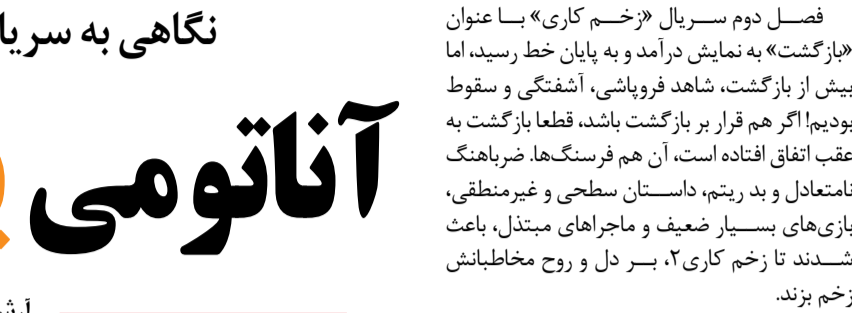 فصل دوم سریال «زخم کاری» با عنوان
«بازگشت» به نمایش درآمد و به پایان خط رسید، اما
بیش از بازگشت، شاهد فروپاشی، آشفتگی و سقوط
بودیم! اگر هم قرار بر بازگشت باشد، قطعا بازگشت به
عقب اتفاق افتاده است، آن هم فرسنگ‌ها. ضرباهنگ
نامتعادل و بد ریتم، داستان سطحی و غیرمنطقی،
بازی‌های بسیار ضعیف و ماجراهای مبتذل، باعث
شدند تا زخم کاری۲، بر دل و روح مخاطبانش
زخم بزند.
نگاهی به
آناتومی